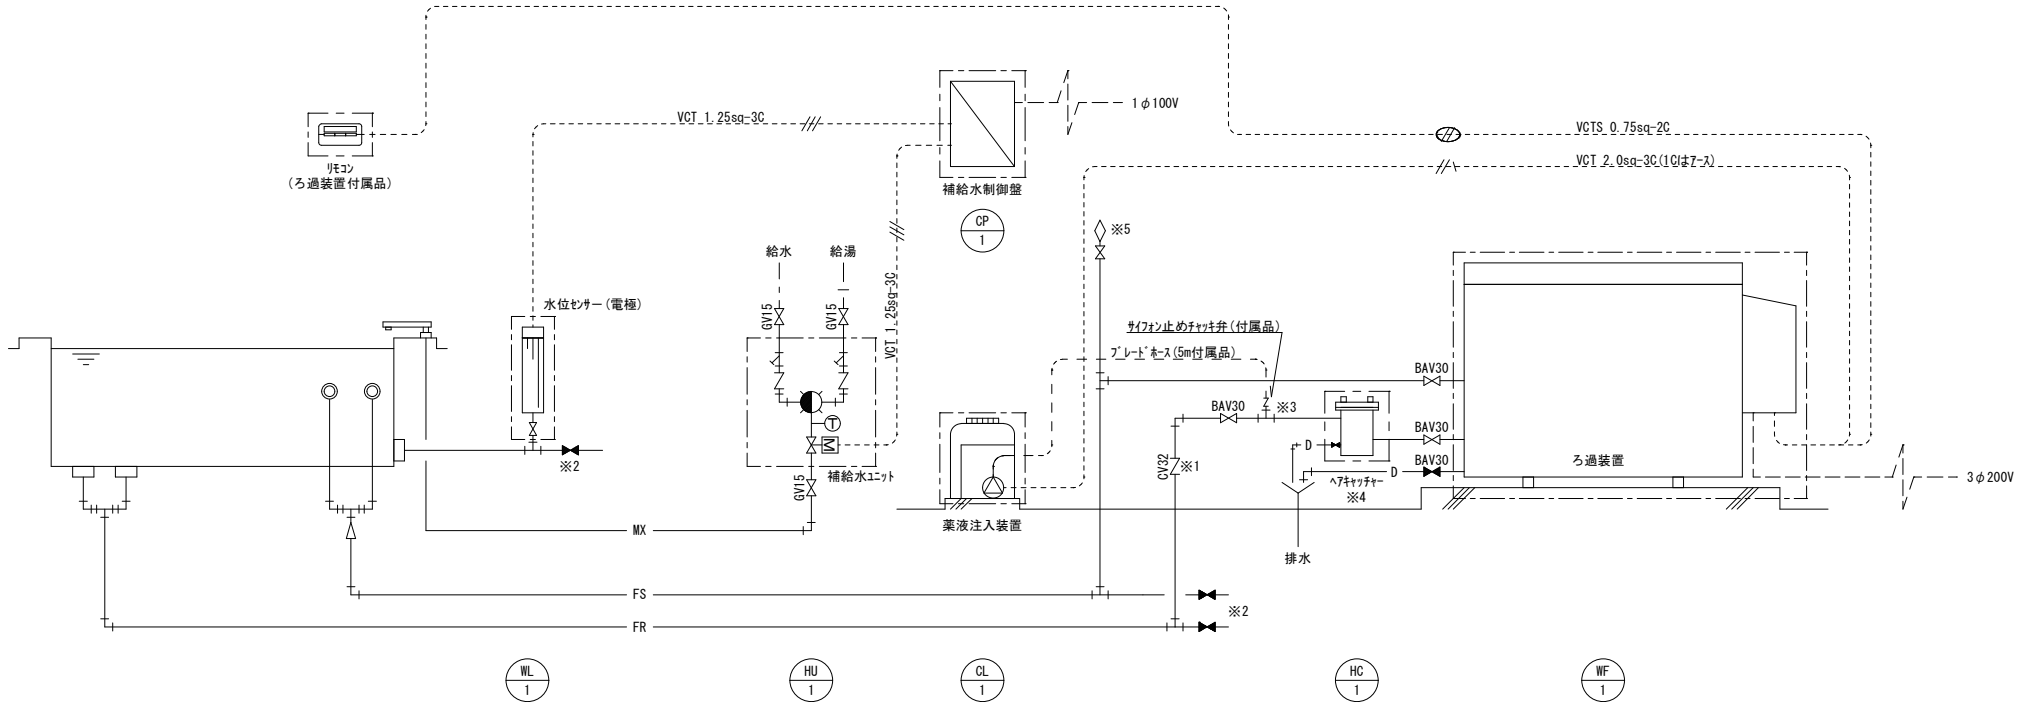 1φ100V
VCT 1.25sq-3C
VCTS 0.75sq-2C
VCT 2.0sq-3C(1Cはアース)
リモコン
(ろ過装置付属品)
補給水制御盤
CP
1
※5
給水
給湯
GV15
GV15
VCT 1.25sq-3C
水位センサー(電極)
サイフォン止めチャッキ弁(付属品)
ブレードホース(5m付属品)
BAV30
BAV30
※3
T
M
D
BAV30
※2
CV32
※1
D
BAV30
ろ過装置
補給水ユニット
GV15
ヘアキャッチャー
※4
3φ200V
薬液注入装置
MX
排水
FS
※2
FR
WL
1
HU
1
CL
1
HC
1
WF
1